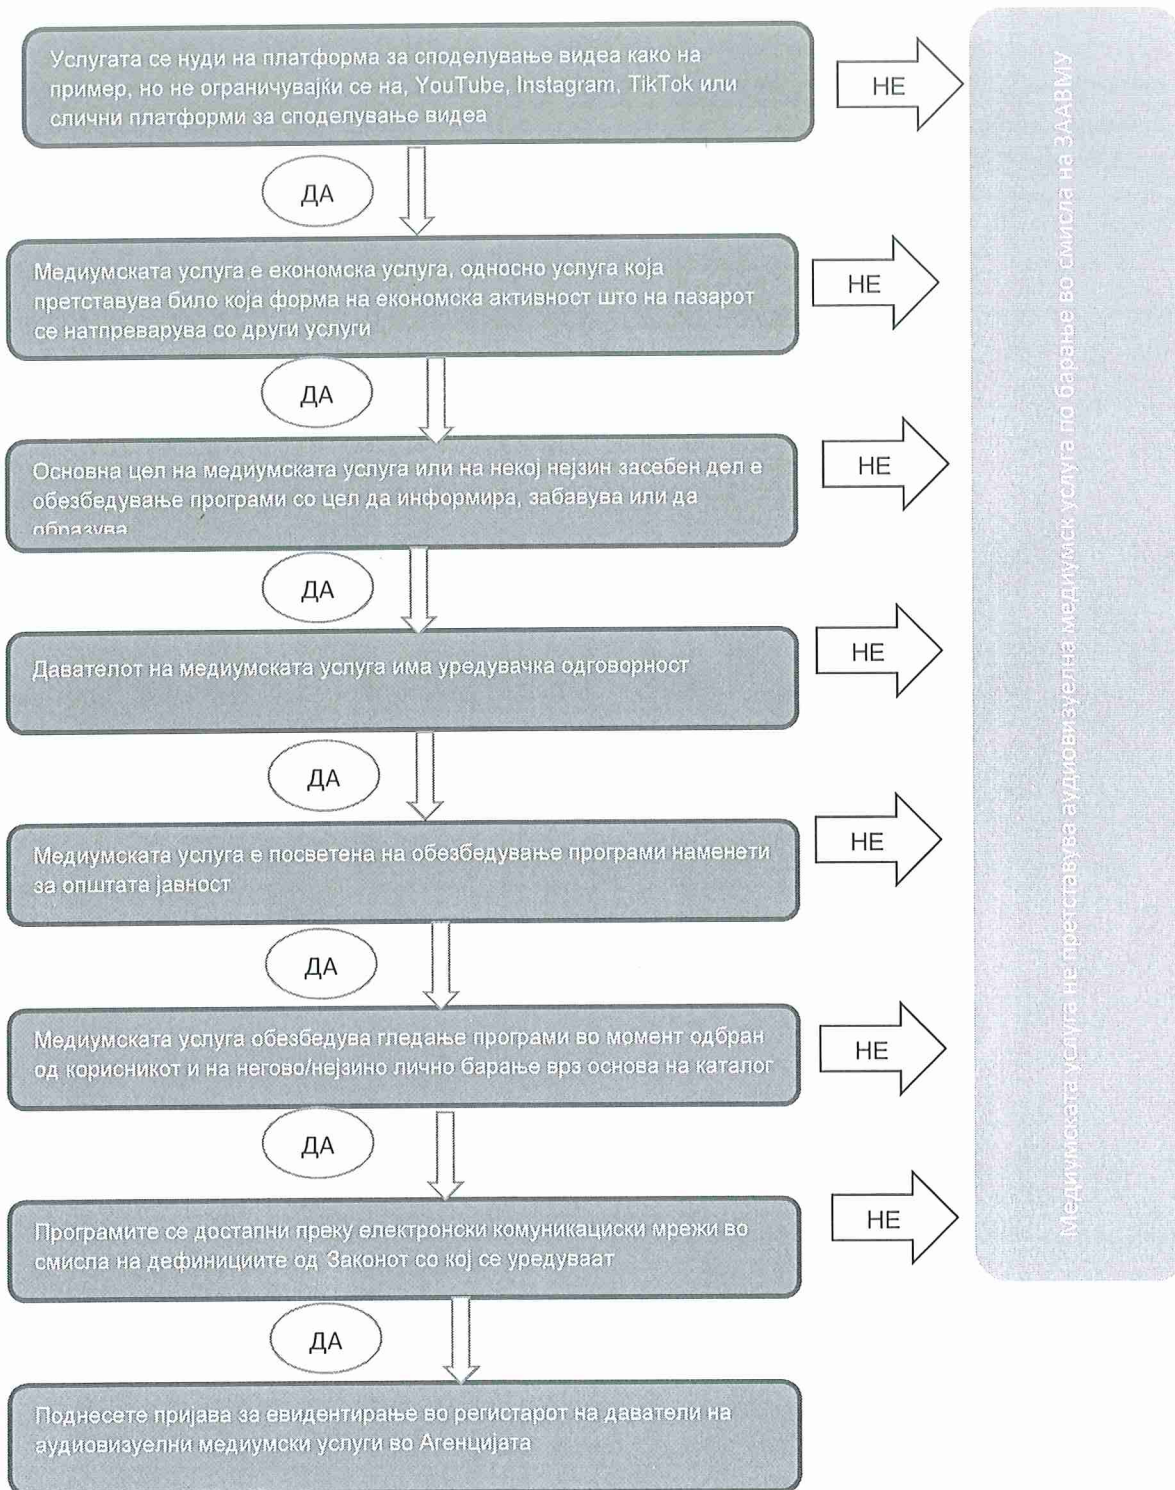 Услугата се нуди на платформа за споделување видеа како на
пример, но не ограничувајќи се на, YouTube, Instagram, TikTok или
слични платформи за споделување видеа
НЕ
ДА
Медиумската услуга е економска услуга, односно услуга која
претставува било која форма на економска активност што на пазарот
се натпреварува со други услуги
НЕ
ДА
Основна цел на медиумската услуга или на некој нејзин засебен дел е
обезбедување програми со цел да информира, забавува или да
образува
НЕ
ДА
Давателот на медиумската услуга има уредувачка одговорност
НЕ
ДА
Медиумската услуга е посветена на обезбедување програми наменети
за општата јавност
НЕ
ДА
Медиумската услуга обезбедува гледање програми во момент одбран
од корисникот и на негово/нејзино лично барање врз основа на каталог
НЕ
ДА
Програмите се достапни преку електронски комуникациски мрежи во
смисла на дефинициите од Законот со кој се уредуваат
НЕ
ДА
Поднесете пријава за евидентирање во регистарот на даватели на
аудиовизуелни медиумски услуги во Агенцијата
Медиумската услуга не претставува аудиовизуелна медиумск услуга по барање во смисла на ЗААВМУ